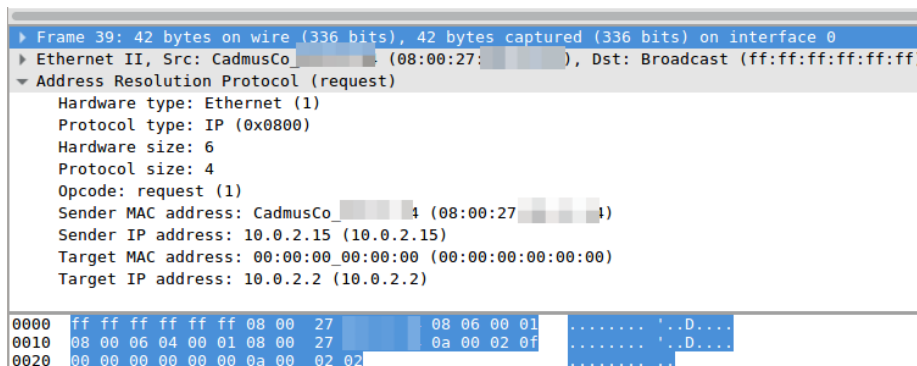 Frame 39: 42 bytes on wire (336 bits), 42 bytes captured (336 bits) on interface 0
Ethernet II, Src: CadmusCo_ (08:00:27: ), Dst: Broadcast (ff:ff:ff:ff:ff:ff)
Address Resolution Protocol (request)
Hardware type: Ethernet (1)
Protocol type: IP (0x0800)
Hardware size: 6
Protocol size: 4
Opcode: request (1)
Sender MAC address: CadmusCo_ 4 (08:00:27 4)
Sender IP address: 10.0.2.15 (10.0.2.15)
Target MAC address: 00:00:00_00:00:00 (00:00:00:00:00:00)
Target IP address: 10.0.2.2 (10.0.2.2)
0000 ff ff ff ff ff ff 08 00 27 08 06 00 01 ........ '..D....
0010 08 00 06 04 00 01 08 00 27 0a 00 02 0f ........ '..D....
0020 00 00 00 00 00 00 0a 00 02 02 ........ ..